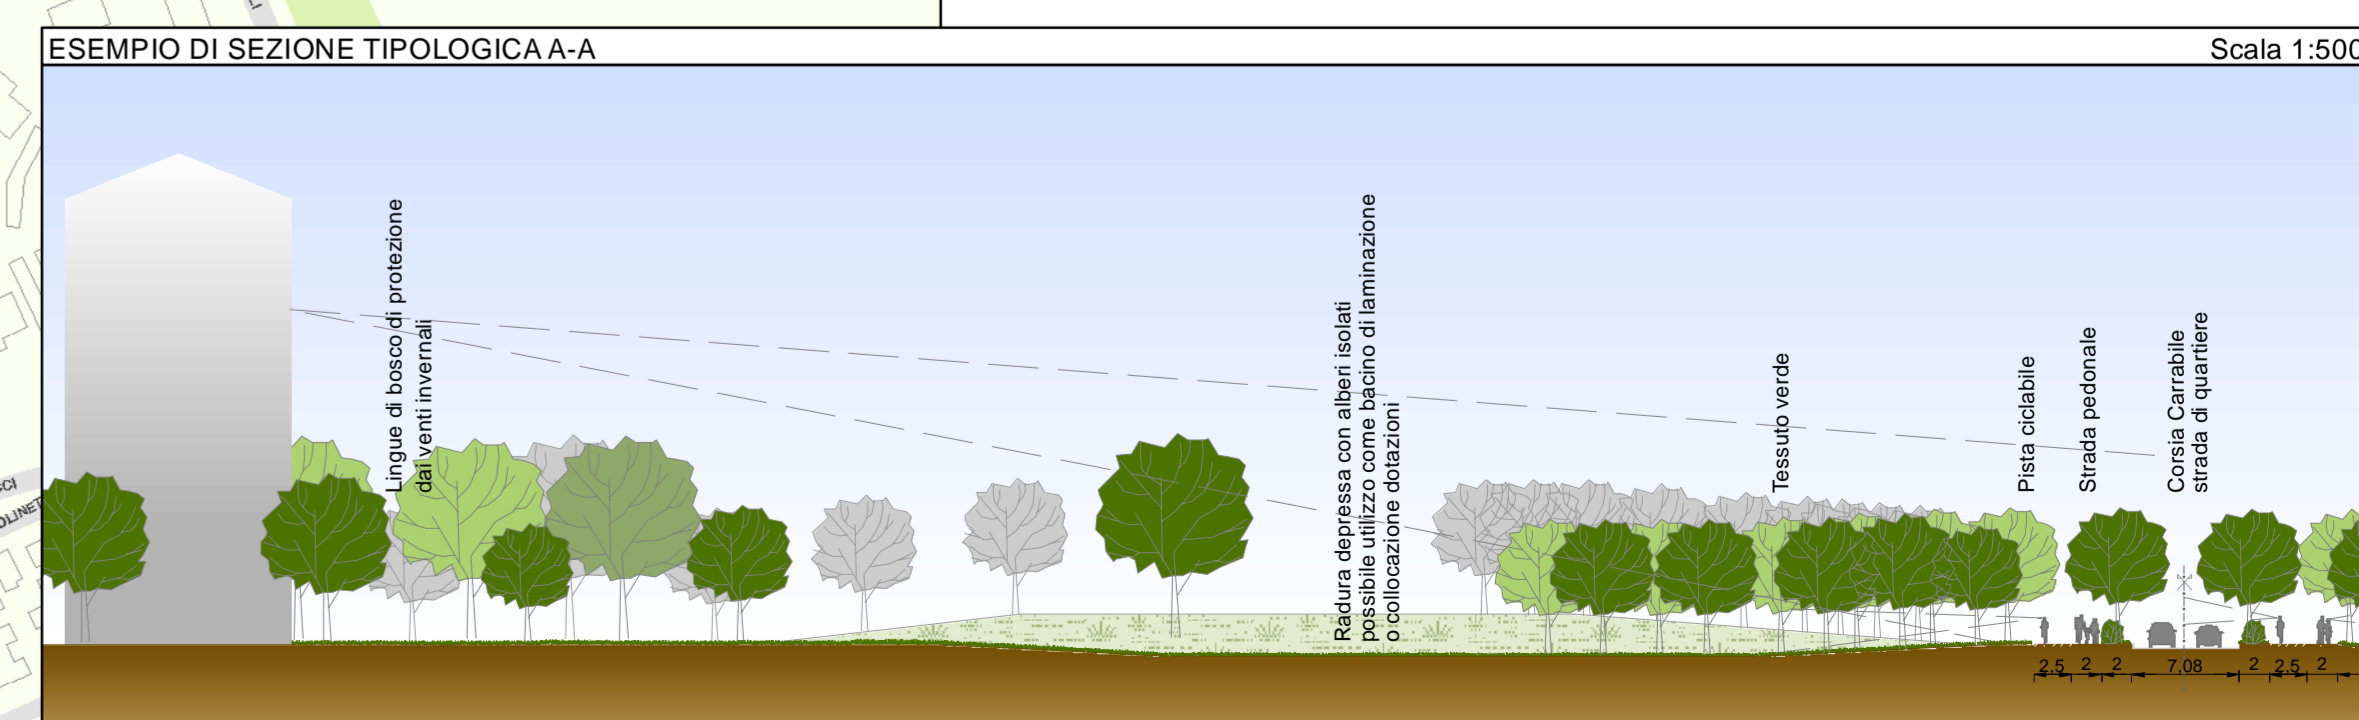 ESEMPIO DI SEZIONE TIPOLOGICA A-A
Scala 1:500
Lingue di bosco di protezione
dai venti invernali
Radura depressa con alberi isolati
possibile utilizzo come bacino di laminazione
o collocazione dotazioni
Tessuto verde
Pista ciclabile
Strada pedonale
Corsia Carrabile
strada di quartiere
2,5 2 2 7,08 2 2,5 2